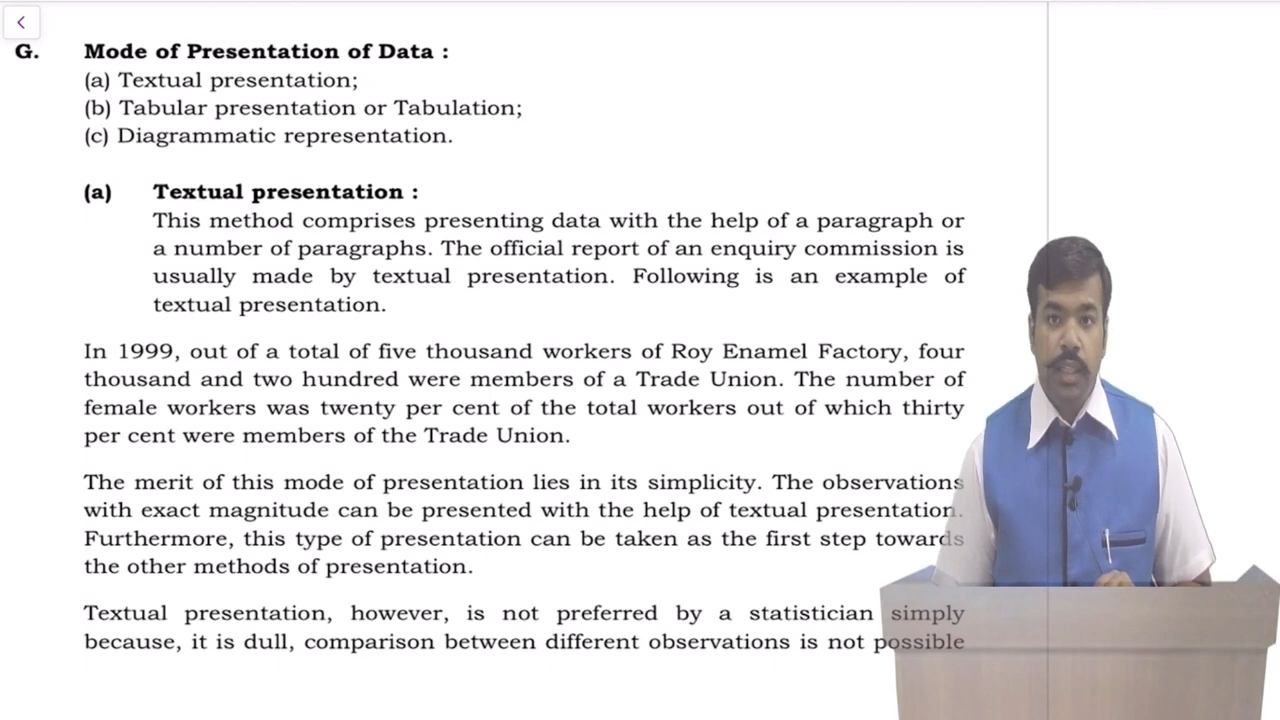 G. Mode of Presentation of Data :
(a) Textual presentation;
(b) Tabular presentation or Tabulation;
(c) Diagrammatic representation.
(a) Textual presentation :
This method comprises presenting data with the help of a paragraph or
a number of paragraphs. The official report of an enquiry commission is
usually made by textual presentation. Following is an example of
textual presentation.
In 1999, out of a total of five thousand workers of Roy Enamel Factory, four
thousand and two hundred were members of a Trade Union. The number of
female workers was twenty per cent of the total workers out of which thirty
per cent were members of the Trade Union.
The merit of this mode of presentation lies in its simplicity. The observations
with exact magnitude can be presented with the help of textual presentation.
Furthermore, this type of presentation can be taken as the first step towards
the other methods of presentation.
Textual presentation, however, is not preferred by a statistician simply
because, it is dull, comparison between different observations is not possible